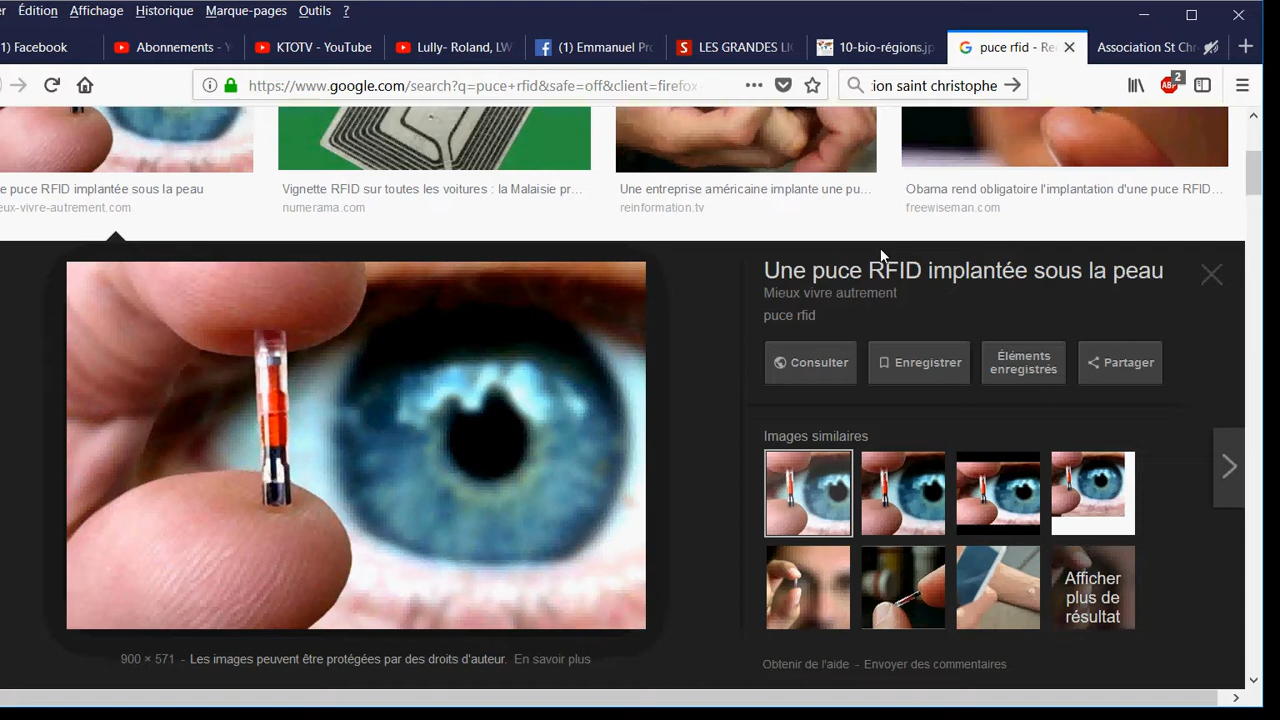 Édition Affichage Historique Marque-pages Outils ?
1) Facebook Abonnements - Y KTOTV - YouTube Lully- Roland, LW (1) Emmanuel Pro LES GRANDES LI 10-bio-régions.jp puce rfid - Re Association St Chr
https://www.google.com/search?q=puce+rfid&safe=off&client=firefox ion saint christophe 2
ABP
e puce RFID implantée sous la peau
eux-vivre-autrement.com
Vignette RFID sur toutes les voitures : la Malaisie pr...
numerama.com
Une entreprise américaine implante une pu...
reinformation.tv
Obama rend obligatoire l'implantation d'une puce RFID...
freewiseman.com
Une puce RFID implantée sous la peau
Mieux vivre autrement
puce rfid
Consulter Enregistrer Éléments enregistrés Partager
Images similaires
Afficher
plus de
résultat
900 × 571 - Les images peuvent être protégées par des droits d'auteur. En savoir plus
Obtenir de l'aide - Envoyer des commentaires